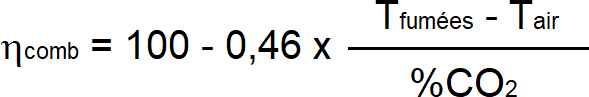 ηcomb = 100 - 0,46 x (Tfumées - Tair) / %CO2